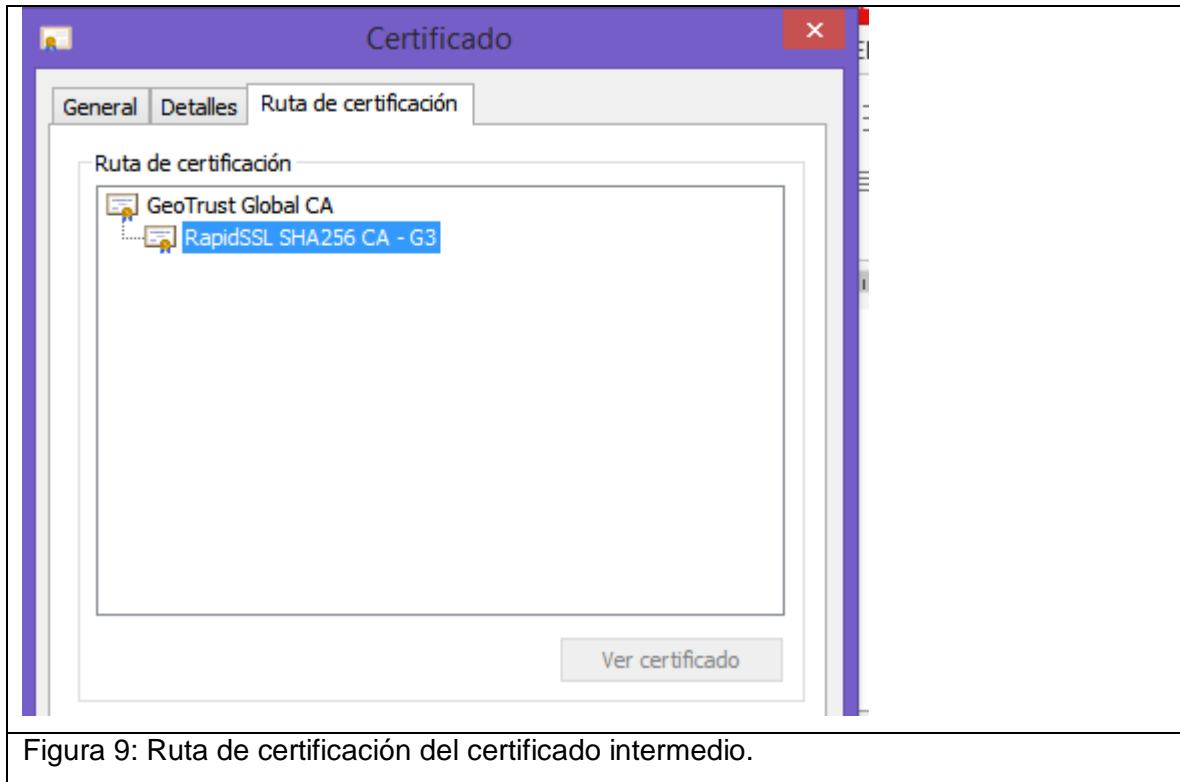 Certificado
General Detalles Ruta de certificación
Ruta de certificación
GeoTrust Global CA
RapidSSL SHA256 CA - G3
Ver certificado
Figura 9: Ruta de certificación del certificado intermedio.